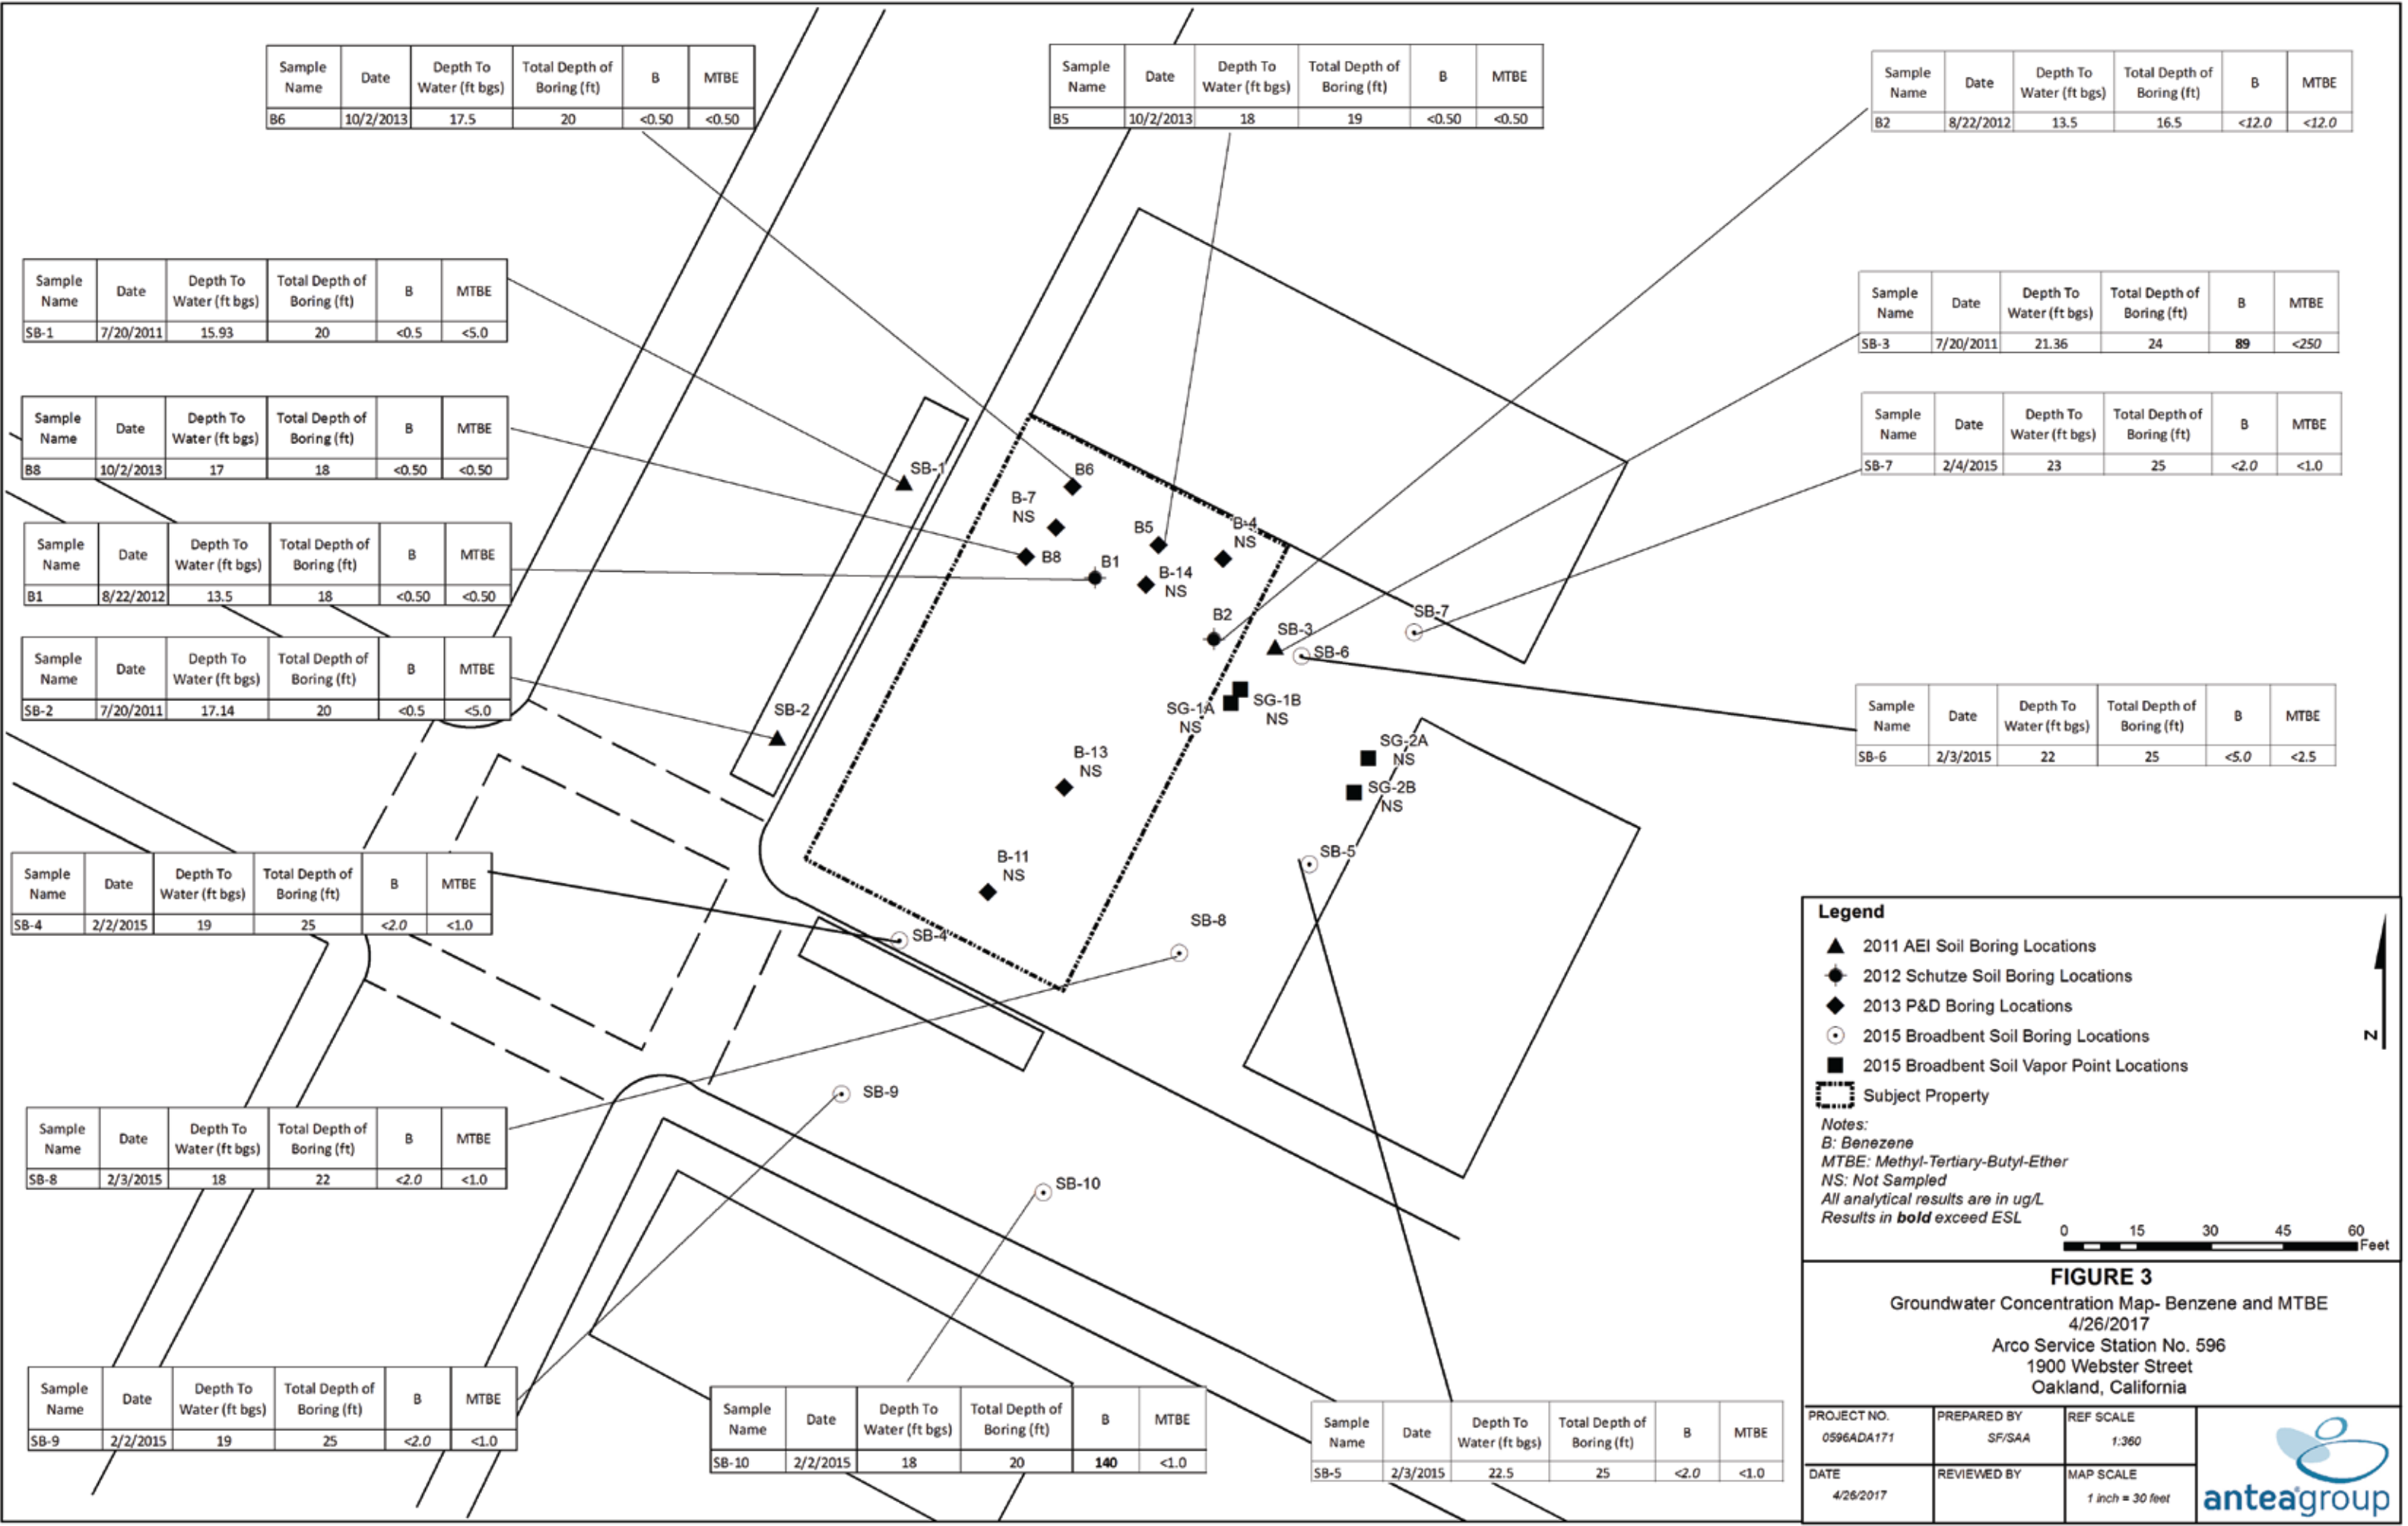 Sample Name Date Depth To Water (ft bgs) Total Depth of Boring (ft) B MTBE
B6 10/2/2013 17.5 20 <0.50 <0.50
Sample Name Date Depth To Water (ft bgs) Total Depth of Boring (ft) B MTBE
B5 10/2/2013 18 19 <0.50 <0.50
Sample Name Date Depth To Water (ft bgs) Total Depth of Boring (ft) B MTBE
B2 8/22/2012 13.5 16.5 <12.0 <12.0
Sample Name Date Depth To Water (ft bgs) Total Depth of Boring (ft) B MTBE
SB-1 7/20/2011 15.93 20 <0.5 <5.0
Sample Name Date Depth To Water (ft bgs) Total Depth of Boring (ft) B MTBE
SB-3 7/20/2011 21.36 24 89 <250
Sample Name Date Depth To Water (ft bgs) Total Depth of Boring (ft) B MTBE
B8 10/2/2013 17 18 <0.50 <0.50
Sample Name Date Depth To Water (ft bgs) Total Depth of Boring (ft) B MTBE
SB-7 2/4/2015 23 25 <2.0 <1.0
Sample Name Date Depth To Water (ft bgs) Total Depth of Boring (ft) B MTBE
B1 8/22/2012 13.5 18 <0.50 <0.50
Sample Name Date Depth To Water (ft bgs) Total Depth of Boring (ft) B MTBE
SB-2 7/20/2011 17.14 20 <0.5 <5.0
Sample Name Date Depth To Water (ft bgs) Total Depth of Boring (ft) B MTBE
SB-6 2/3/2015 22 25 <5.0 <2.5
Sample Name Date Depth To Water (ft bgs) Total Depth of Boring (ft) B MTBE
SB-4 2/2/2015 19 25 <2.0 <1.0
Sample Name Date Depth To Water (ft bgs) Total Depth of Boring (ft) B MTBE
SB-8 2/3/2015 18 22 <2.0 <1.0
Sample Name Date Depth To Water (ft bgs) Total Depth of Boring (ft) B MTBE
SB-9 2/2/2015 19 25 <2.0 <1.0
Sample Name Date Depth To Water (ft bgs) Total Depth of Boring (ft) B MTBE
SB-10 2/2/2015 18 20 140 <1.0
Sample Name Date Depth To Water (ft bgs) Total Depth of Boring (ft) B MTBE
SB-5 2/3/2015 22.5 25 <2.0 <1.0
SB-1
B6
B-7
NS
B5
B-4
NS
B8
B1
B-14
NS
B2
SB-3
SB-7
SB-6
SG-1A
NS
SG-1B
NS
SB-2
SG-2A
NS
B-13
NS
SG-2B
NS
SB-5
B-11
NS
SB-8
SB-4
SB-9
SB-10
Legend
2011 AEI Soil Boring Locations
2012 Schutze Soil Boring Locations
2013 P&D Boring Locations
2015 Broadbent Soil Boring Locations
2015 Broadbent Soil Vapor Point Locations
Subject Property
N
Notes:
B: Benezene
MTBE: Methyl-Tertiary-Butyl-Ether
NS: Not Sampled
All analytical results are in ug/L
Results in bold exceed ESL
0 15 30 45 60
Feet
FIGURE 3
Groundwater Concentration Map- Benzene and MTBE
4/26/2017
Arco Service Station No. 596
1900 Webster Street
Oakland, California
PROJECT NO. PREPARED BY REF SCALE
0596ADA171 SF/SAA 1:360
DATE REVIEWED BY MAP SCALE
4/26/2017 1 inch = 30 feet
anteagroup